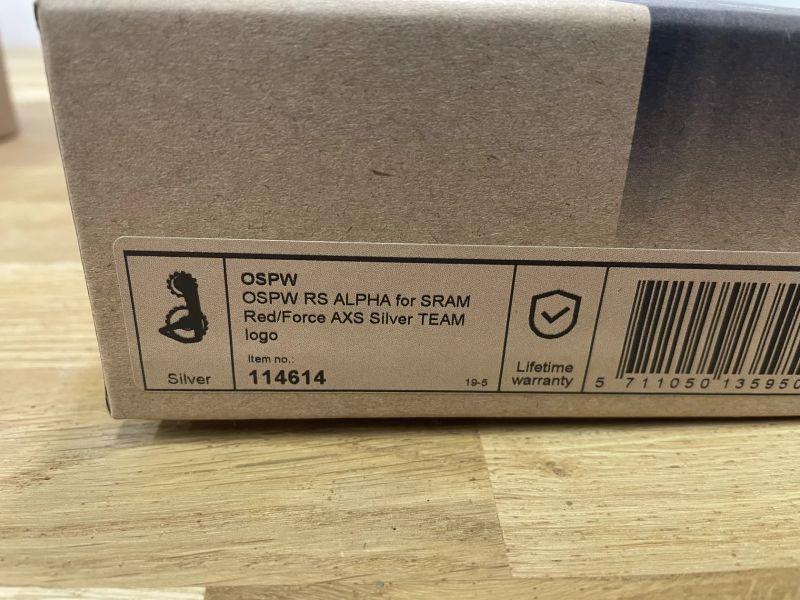 OSPW
OSPW RS ALPHA for SRAM
Red/Force AXS Silver TEAM
logo
Item no.:
114614
19-5
Silver
Lifetime
warranty
5 711050 135950